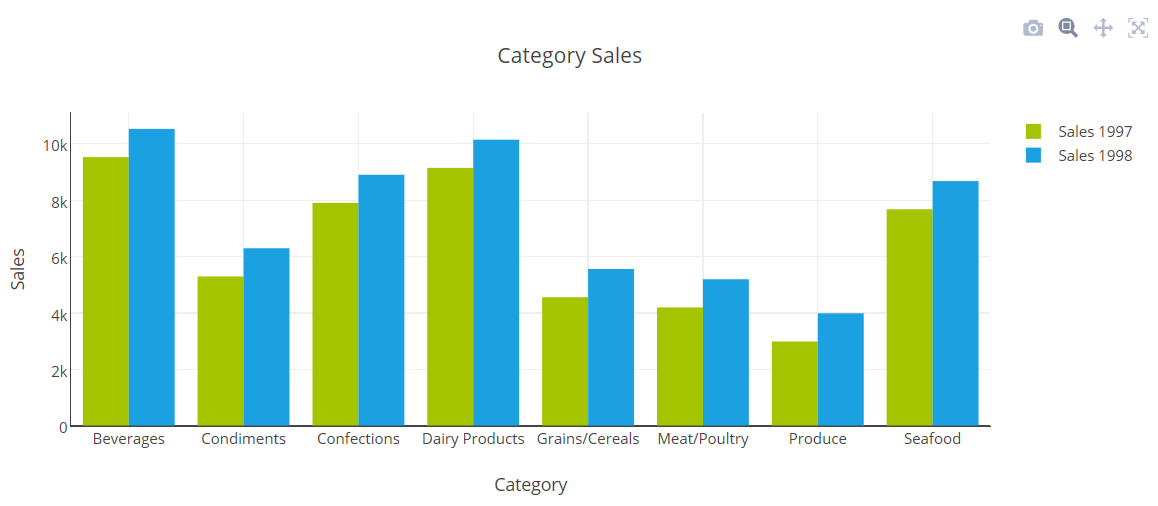 Category Sales
Sales 1997
Sales 1998
10k
8k
6k
4k
2k
0
Sales
Beverages Condiments Confections Dairy Products Grains/Cereals Meat/Poultry Produce Seafood
Category